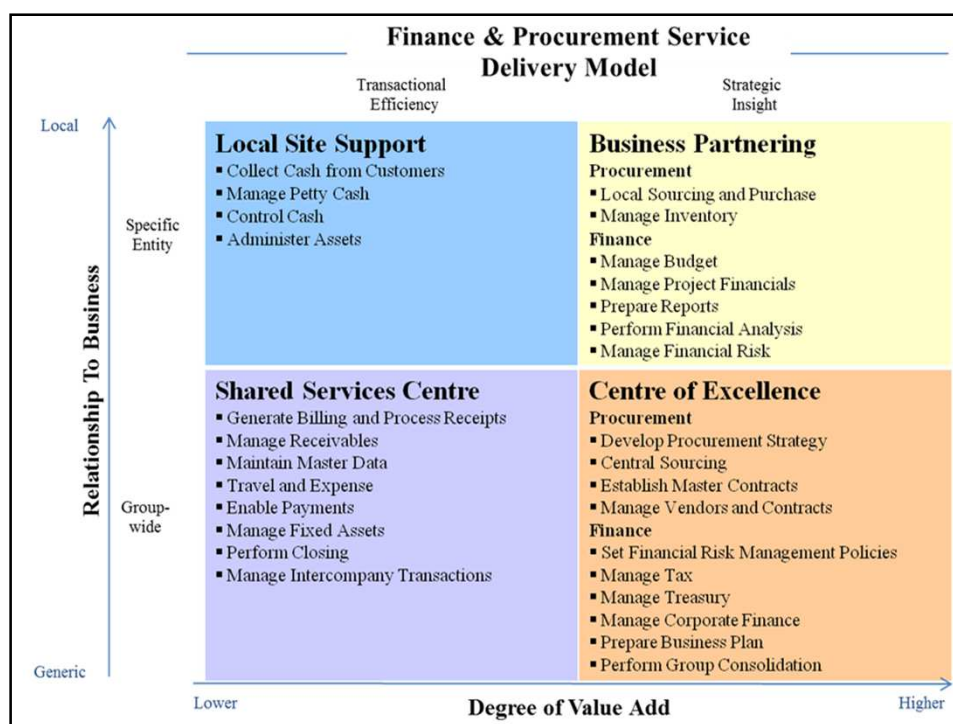 Finance & Procurement Service
Delivery Model
Transactional
Efficiency
Strategic
Insight
Local
Specific
Entity
Relationship To Business
Group-
wide
Generic
Local Site Support
▪ Collect Cash from Customers
▪ Manage Petty Cash
▪ Control Cash
▪ Administer Assets
Business Partnering
Procurement
▪ Local Sourcing and Purchase
▪ Manage Inventory
Finance
▪ Manage Budget
▪ Manage Project Financials
▪ Prepare Reports
▪ Perform Financial Analysis
▪ Manage Financial Risk
Shared Services Centre
▪ Generate Billing and Process Receipts
▪ Manage Receivables
▪ Maintain Master Data
▪ Travel and Expense
▪ Enable Payments
▪ Manage Fixed Assets
▪ Perform Closing
▪ Manage Intercompany Transactions
Centre of Excellence
Procurement
▪ Develop Procurement Strategy
▪ Central Sourcing
▪ Establish Master Contracts
▪ Manage Vendors and Contracts
Finance
▪ Set Financial Risk Management Policies
▪ Manage Tax
▪ Manage Treasury
▪ Manage Corporate Finance
▪ Prepare Business Plan
▪ Perform Group Consolidation
Lower
Degree of Value Add
Higher